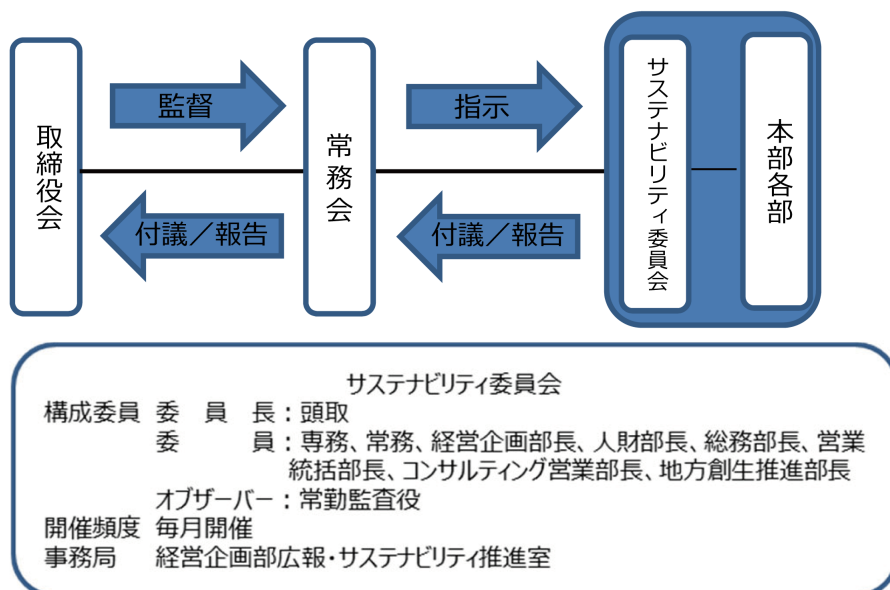 取締役会
監督
付議／報告
常務会
指示
付議／報告
サステナビリティ委員会
本部各部
サステナビリティ委員会
構成委員 委　員　長：頭取
委　　　員：専務、常務、経営企画部長、人財部長、総務部長、営業
統括部長、コンサルティング営業部長、地方創生推進部長
オブザーバー：常勤監査役
開催頻度 毎月開催
事務局　経営企画部広報・サステナビリティ推進室